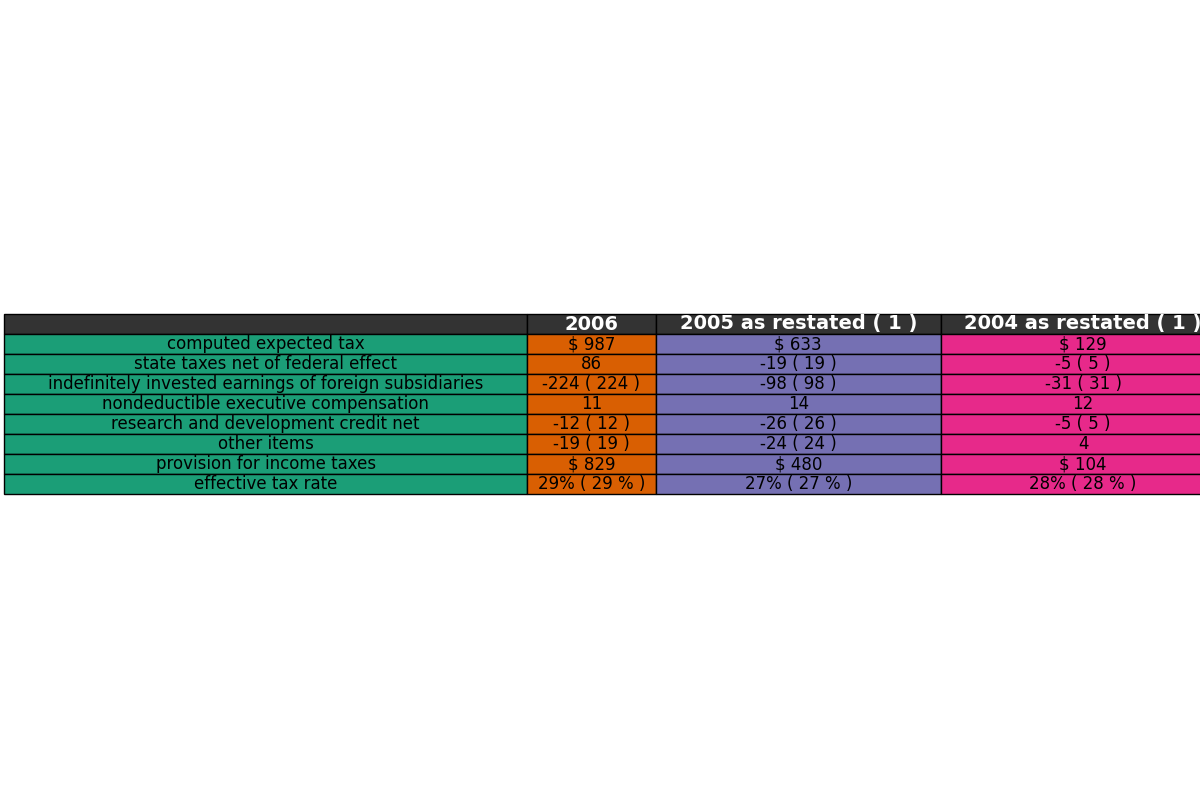 2006 2005 as restated ( 1 ) 2004 as restated ( 1 )
computed expected tax $ 987 $ 633 $ 129
state taxes net of federal effect 86 -19 ( 19 ) -5 ( 5 )
indefinitely invested earnings of foreign subsidiaries -224 ( 224 ) -98 ( 98 ) -31 ( 31 )
nondeductible executive compensation 11 14 12
research and development credit net -12 ( 12 ) -26 ( 26 ) -5 ( 5 )
other items -19 ( 19 ) -24 ( 24 ) 4
provision for income taxes $ 829 $ 480 $ 104
effective tax rate 29% ( 29 % ) 27% ( 27 % ) 28% ( 28 % )